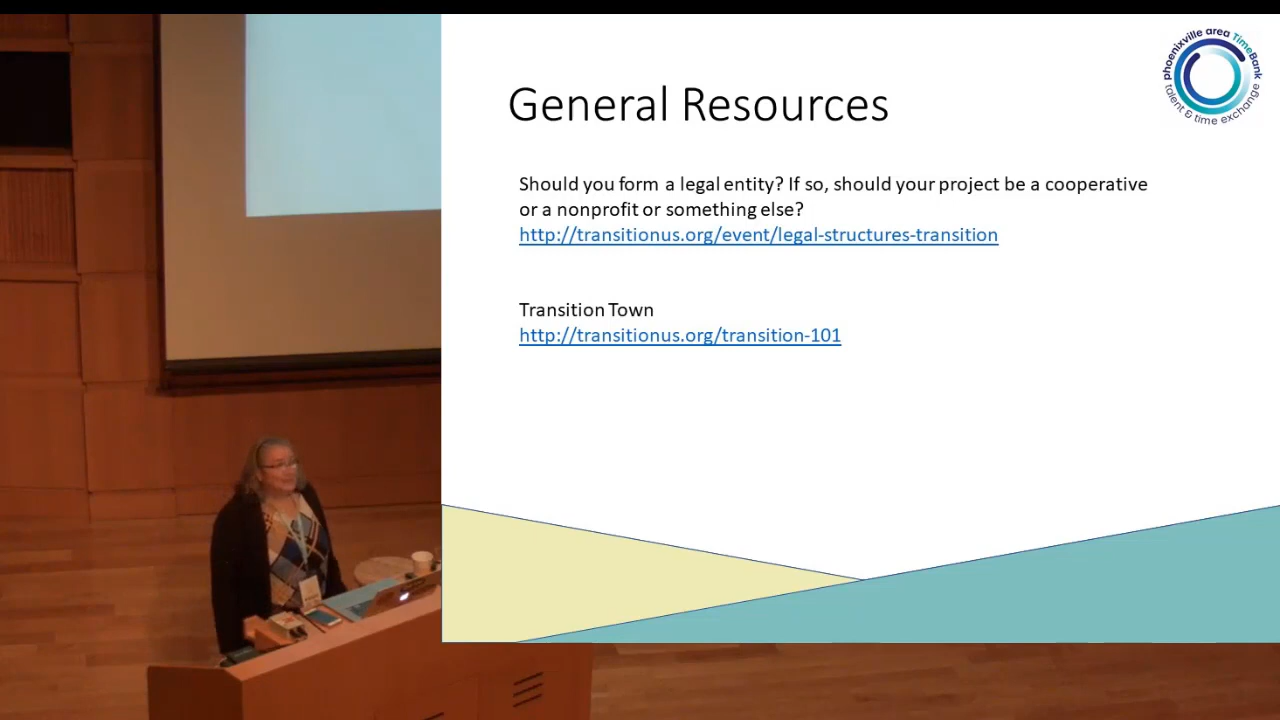 General Resources
phoenixville area TimeBank
talent & time exchange
Should you form a legal entity? If so, should your project be a cooperative
or a nonprofit or something else?
http://transitionus.org/event/legal-structures-transition
Transition Town
http://transitionus.org/transition-101